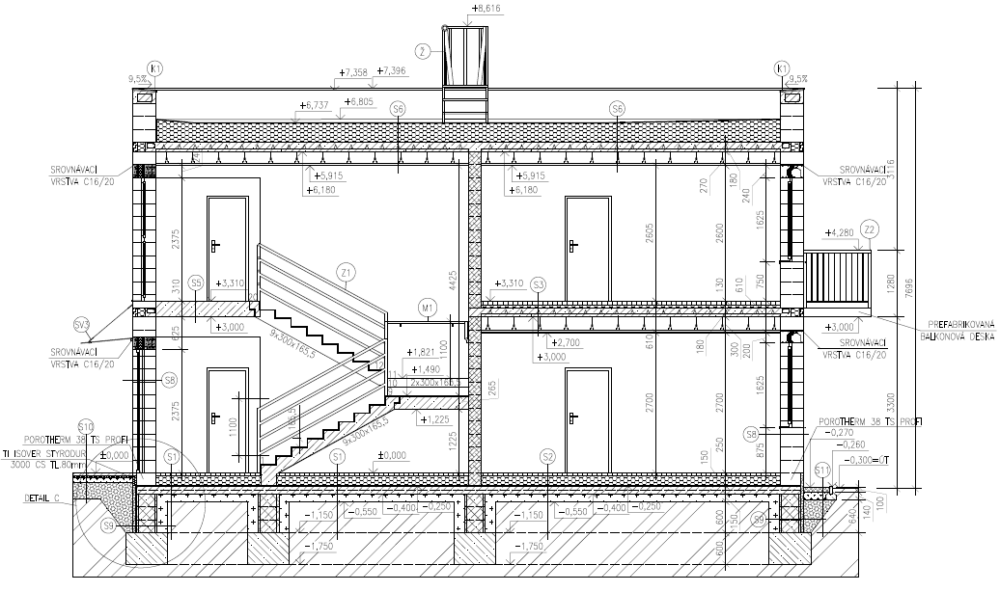 +8,616
Ž
K1
9,5%
+7,358
+7,396
K1
9,5%
+6,737
+6,805
S6
S6
SROVNÁVACÍ
VRSTVA C16/20
+5,915
+6,180
+5,915
+6,180
270
180
240
SROVNÁVACÍ
VRSTVA C16/20
3116
2375
2605
2600
1625
+4,280
Z2
Z1
4425
310
S5
+3,310
+3,310
S3
130
610
750
1280
7696
M1
SV3
625
+3,000
9x300x165,5
+2,700
+3,000
610
180
300
200
+3,000
PREFABRIKOVANÁ
BALKONOVÁ DESKA
SROVNÁVACÍ
VRSTVA C16/20
SROVNÁVACÍ
VRSTVA C16/20
+1,821
1100
+1,490
2x300x165,5
S8
2375
265
1625
2700
2700
3300
1100
165,5
9x300x165,5
+1,225
1225
S10
POROTHERM 38 TS PROFI
TI ISOVER STYRODUR
3000 CS TL.80mm
±0,000
S1
S1
±0,000
S2
150
250
875
S8
POROTHERM 38 TS PROFI
-0,270
-0,260
-0,300=ÚT
S11
DETAIL C
-0,550
-0,400
-0,250
-0,550
-0,400
-0,250
S9
-1,150
-1,150
600
150
S9
640
140
100
-1,750
-1,750
600